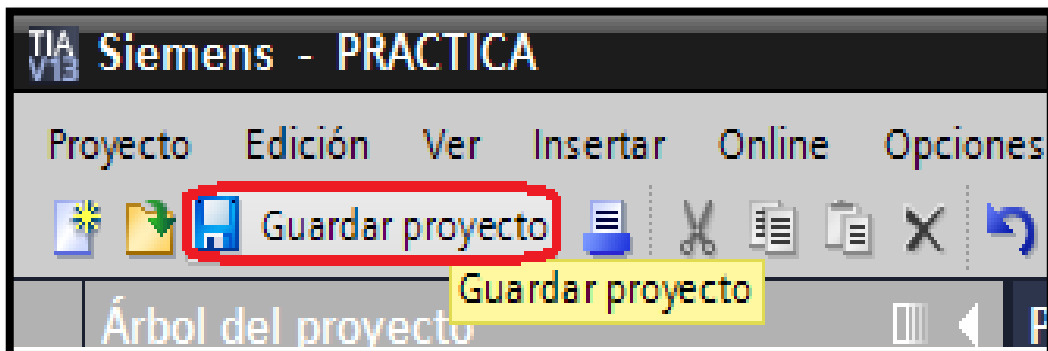 TIA V13 Siemens - PRACTICA
Proyecto Edición Ver Insertar Online Opciones
Guardar proyecto
Guardar proyecto
Árbol del proyecto